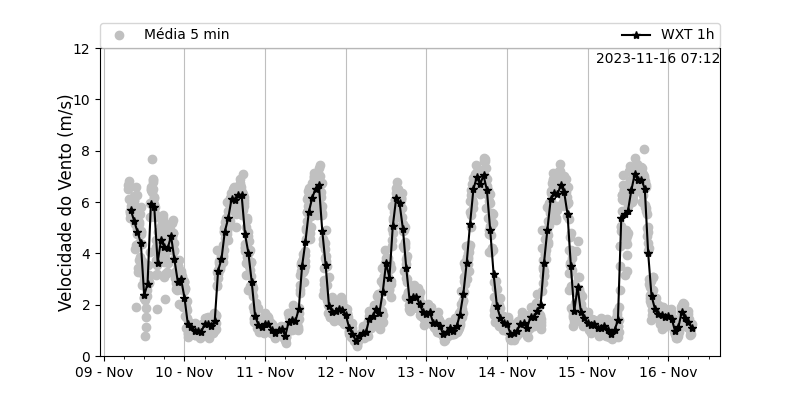 Média 5 min
WXT 1h
2023-11-16 07:12
Velocidade do Vento (m/s)
12
10
8
6
4
2
0
09 - Nov
10 - Nov
11 - Nov
12 - Nov
13 - Nov
14 - Nov
15 - Nov
16 - Nov